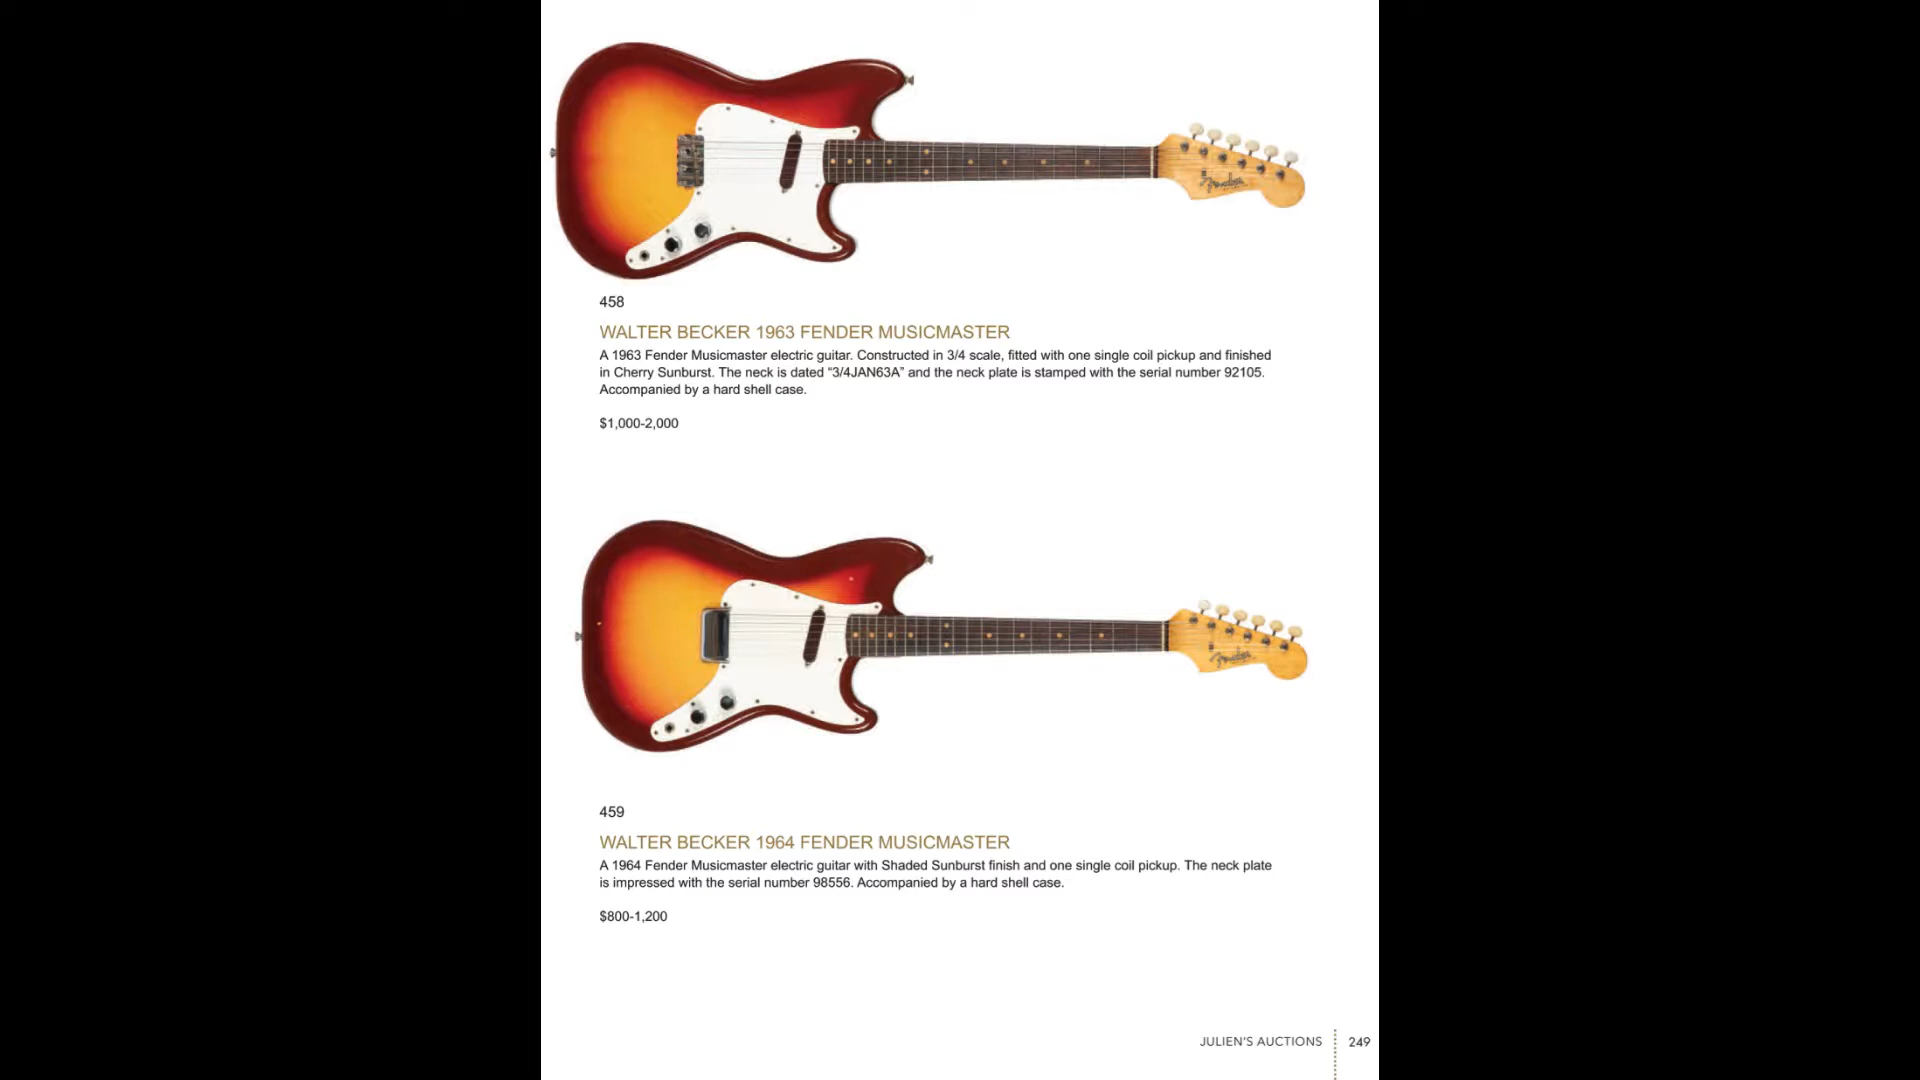 Fender
458
WALTER BECKER 1963 FENDER MUSICMASTER
A 1963 Fender Musicmaster electric guitar. Constructed in 3/4 scale, fitted with one single coil pickup and finished
in Cherry Sunburst. The neck is dated “3/4JAN63A” and the neck plate is stamped with the serial number 92105.
Accompanied by a hard shell case.
$1,000-2,000
Fender
459
WALTER BECKER 1964 FENDER MUSICMASTER
A 1964 Fender Musicmaster electric guitar with Shaded Sunburst finish and one single coil pickup. The neck plate
is impressed with the serial number 98556. Accompanied by a hard shell case.
$800-1,200
JULIEN’S AUCTIONS 249